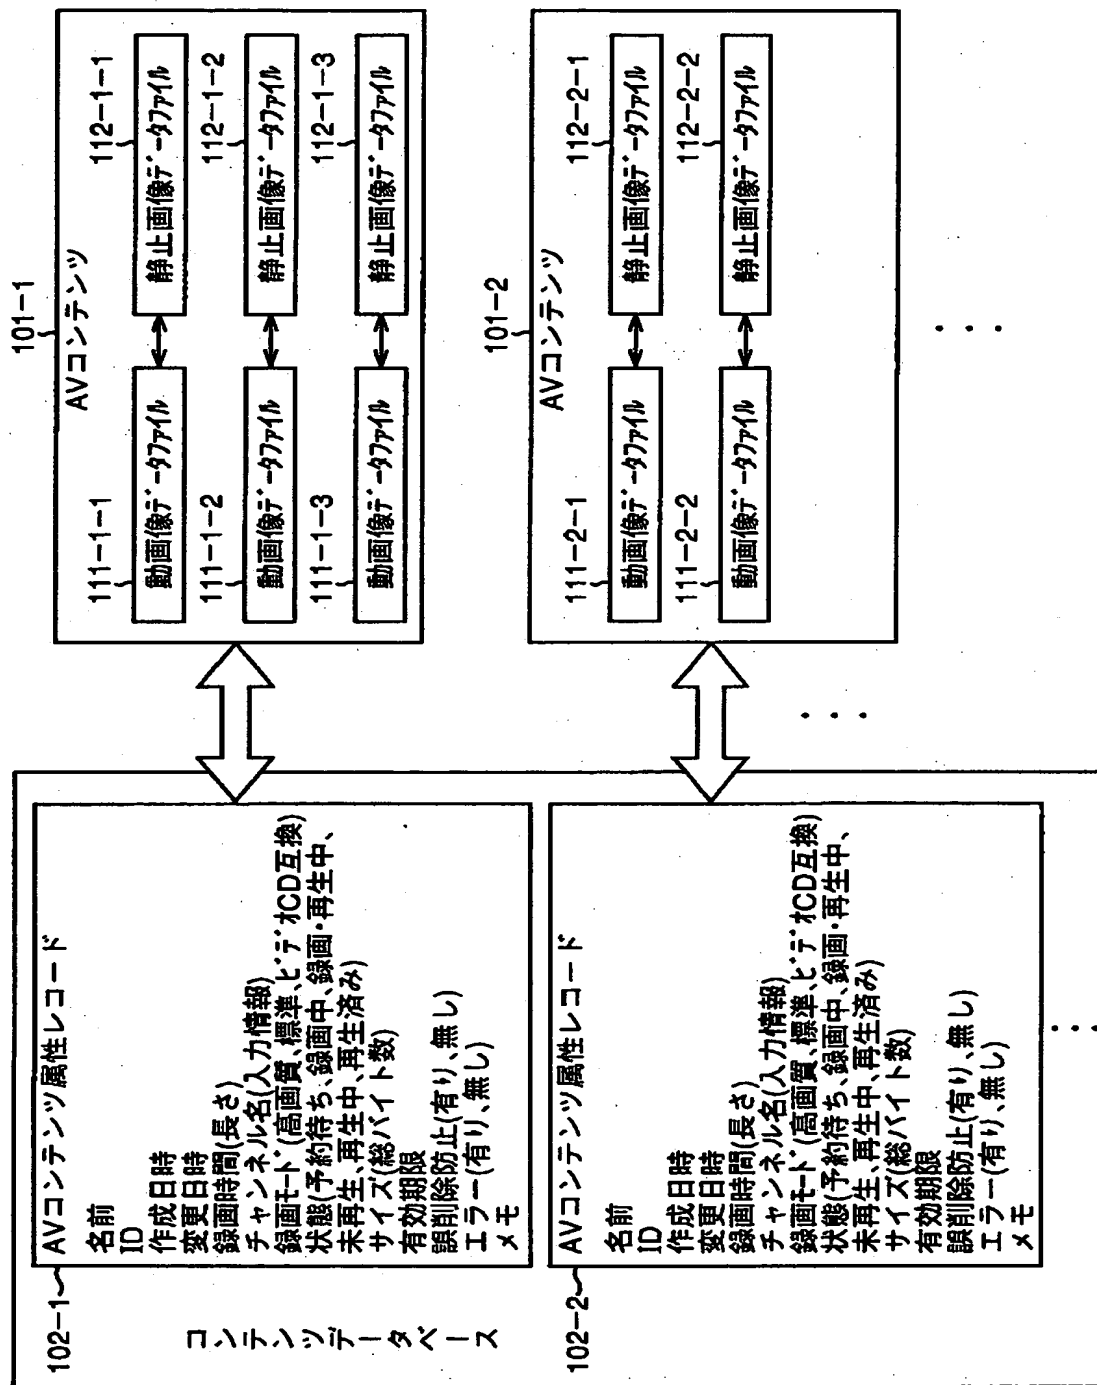 コンテンツデータベース
102-1
AVコンテンツ属性レコード
名前
ID
作成日時
変更日時
録画時間(長さ)
チャンネル名(入力情報)
録画モード(高画質、標準、ビデオCD互換)
状態(予約待ち、録画中、録画・再生中、
未再生、再生中、再生済み)
サイズ(総バイト数)
有効期限
誤削除防止(有り、無し)
エラー(有り、無し)
メモ
101-1
AVコンテンツ
111-1-1
動画像データファイル
112-1-1
静止画像データファイル
111-1-2
動画像データファイル
112-1-2
静止画像データファイル
111-1-3
動画像データファイル
112-1-3
静止画像データファイル
102-2
AVコンテンツ属性レコード
名前
ID
作成日時
変更日時
録画時間(長さ)
チャンネル名(入力情報)
録画モード(高画質、標準、ビデオCD互換)
状態(予約待ち、録画中、録画・再生中、
未再生、再生中、再生済み)
サイズ(総バイト数)
有効期限
誤削除防止(有り、無し)
エラー(有り、無し)
メモ
101-2
AVコンテンツ
111-2-1
動画像データファイル
112-2-1
静止画像データファイル
111-2-2
動画像データファイル
112-2-2
静止画像データファイル